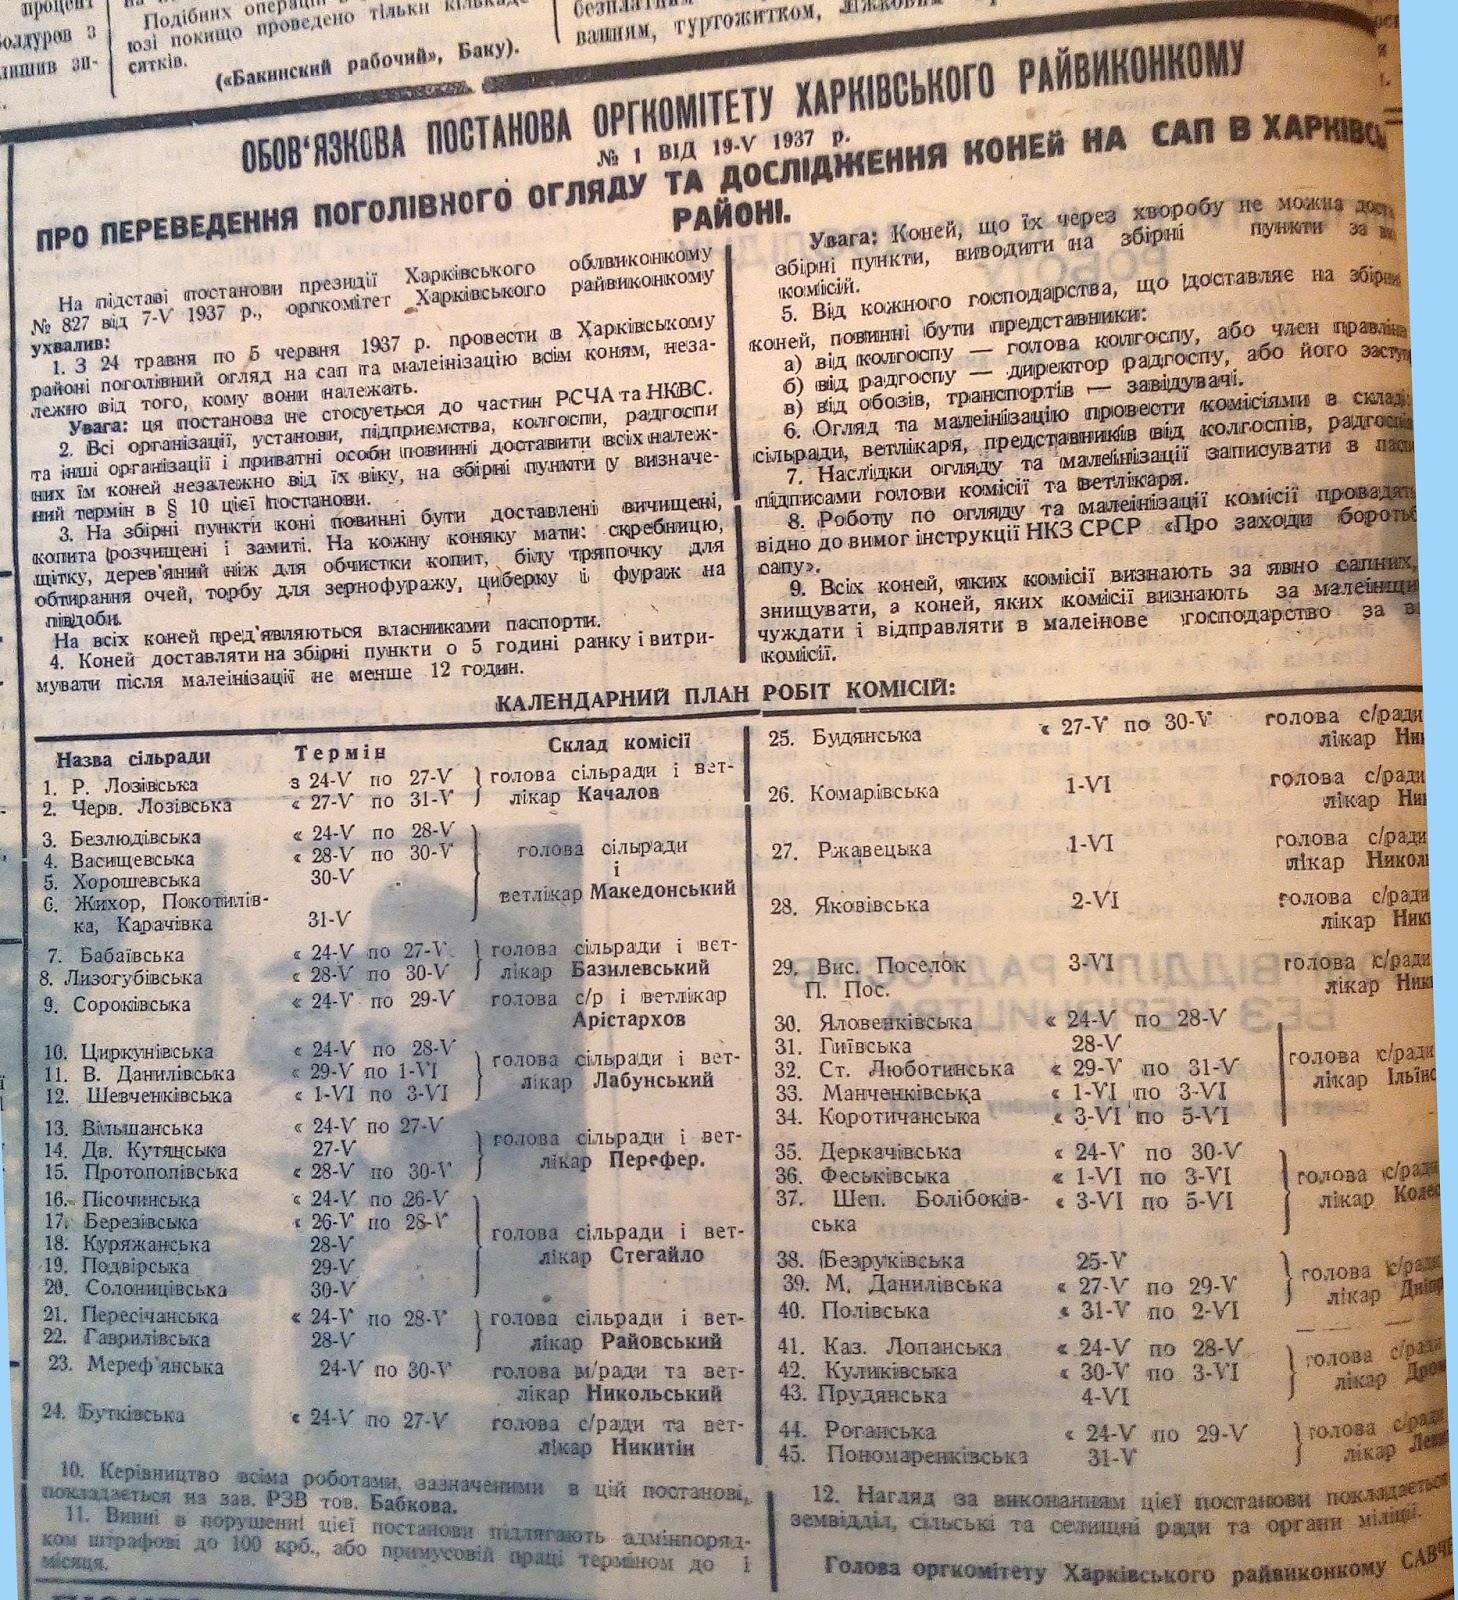 процент
олдуров з
лишив зи-
Подібних операцій в
юзі покищо проведено тільки кількаде-
сятків.
(«Бакинский рабочий», Баку).
безплатним
ванням, туртожитком,
ОБОВ'ЯЗКОВА ПОСТАНОВА ОРГКОМІТЕТУ ХАРКІВСЬКОГО РАЙВИКОНКОМУ
№ 1 ВІД 19-V 1937 р.
ПРО ПЕРЕВЕДЕННЯ ПОГОЛІВНОГО ОГЛЯДУ ТА ДОСЛІДЖЕННЯ КОНЕЙ НА САП В ХАРКІВСЬ
РАЙОНІ.
На підставі постанови президії Харківського облвиконкому
№ 827 від 7-V 1937 р., оргкомітет Харківського райвиконкому
ухвалив:
1. З 24 травня по 5 червня 1937 р. провести в Харківському
районі поголівний огляд на сап та малеінізацію всім коням, неза-
лежно від того, кому вони належать.
Увага: ця постанова не стосується до частин РСЧА та НКВС.
2. Всі організації, установи, підприємства, колгоспи, радгоспи
та інші організації і приватні особи повинні доставити всіх належ-
них їм коней незалежно від їх віку, на збірні пункти у визначе-
ний термін в § 10 цієї постанови.
3. На збірні пункти коні повинні бути доставлені вичищені,
копита розчищені і замиті. На кожну коняку мати: скребницю,
щітку, дерев'яний ніж для обчистки копит, білу тряпочку для
обтирання очей, торбу для зернофуражу, циберку й фураж на
півдоби.
На всіх коней пред'являються власниками паспорти.
4. Коней доставляти на збірні пункти о 5 годині ранку і витри-
мувати після малеінізації не менше 12 годин.
Увага: Коней, що їх через хворобу не можна
збірні пункти, виводити на збірні пункти за
комісій.
5. Від кожного господарства, що доставляє на збірні
коней, повинні бути представники:
а) від колгоспу — голова колгоспу, або член
б) від радгоспу — директор радгоспу, або його
в) від обозів, транспортів — завідувачі.
6. Огляд та малеінізацію провести комісіями в складі
сільради, ветлікаря, представників від колгоспів,
7. Наслідки огляду та малеінізації записувати в
підписами голови комісії та ветлікаря.
8. Роботу по огляду та малеінізації комісії провадять
відно до вимог інструкції НКЗ СРСР «Про заходи
сапу».
9. Всіх коней, яких комісії визнають за явно сапних,
знищувати, а коней, яких комісії визнають за
чуждати і відправляти в малеінове господарство за
комісії.
КАЛЕНДАРНИЙ ПЛАН РОБІТ КОМІСІЙ:
Назва сільради Термін Склад комісії
1. Р. Лозівська з 24-V по 27-V голова сільради і вет-
2. Черв. Лозівська « 27-V по 31-V лікар Качалов
3. Безлюдівська « 24-V по 28-V
4. Васищевська « 28-V по 30-V голова сільради
5. Хорошевська 30-V і
6. Жихор, Покотилів- ветлікар Македонський
ка, Карачівка 31-V
7. Бабаївська « 24-V по 27-V голова сільради і вет-
8. Лизогубівська « 28-V по 30-V лікар Базилевський
9. Сороківська « 24-V по 29-V голова с/р і ветлікар
Арістархов
10. Циркунівська « 24-V по 28-V голова сільради і вет-
11. В. Данилівська « 29-V по 1-VI лікар Лабунський
12. Шевченківська « 1-VI по 3-VI
13. Вільшанська « 24-V по 27-V голова сільради і вет-
14. Дв. Кутянська 27-V лікар Перефер.
15. Протопопівська « 28-V по 30-V
16. Пісочинська « 24-V по 26-V
17. Березівська « 26-V по 28-V голова сільради і вет-
18. Куряжанська 28-V лікар Стегайло
19. Подвірська 29-V
20. Солоницівська 30-V
21. Пересічанська « 24-V по 28-V голова сільради і вет-
22. Гаврилівська 28-V лікар Райовський
23. Мереф'янська 24-V по 30-V голова м/ради та вет-
лікар Никольський
24. Бутківська « 24-V по 27-V голова с/ради та вет-
лікар Никитін
25. Будянська « 27-V по 30-V голова с/ради
лікар
26. Комарівська 1-VI голова с/ради
лікар
27. Ржавецька 1-VI голова с/ради
лікар
28. Яковівська 2-VI голова с/ради
лікар
29. Вис. Поселок 3-VI голова с/ради
П. Пос. лікар
30. Яловенківська « 24-V по 28-V
31. Гиївська 28-V голова с/ради
32. Ст. Люботинська « 29-V по 31-V лікар
33. Манченківська « 1-VI по 3-VI
34. Коротичанська « 3-VI по 5-VI
35. Деркачівська « 24-V по 30-V
36. Феськівська « 1-VI по 3-VI голова с/ради
37. Шеп. Болібоків- « 3-VI по 5-VI лікар
ська
38. Безруківська 25-V голова с/ради
39. М. Данилівська « 27-V по 29-V лікар
40. Полівська « 31-V по 2-VI
41. Каз. Лопанська « 24-V по 28-V голова с/ради
42. Куликівська « 30-V по 3-VI лікар
43. Прудянська 4-VI
44. Роганська « 24-V по 29-V голова с/ради
45. Пономаренківська 31-V лікар
10. Керівництво всіма роботами, зазначеними в цій постанові,
покладається на зав. РЗВ тов. Бабкова.
11. Винні в порушенні цієї постанови підлягають адмінпоряд-
ком штрафові до 100 крб., або примусовій праці терміном до 1
місяця.
12. Нагляд за виконанням цієї постанови покладається
земвідділ, сільські та селищні ради та органи міліції.
Голова оргкомітету Харківського райвиконкому